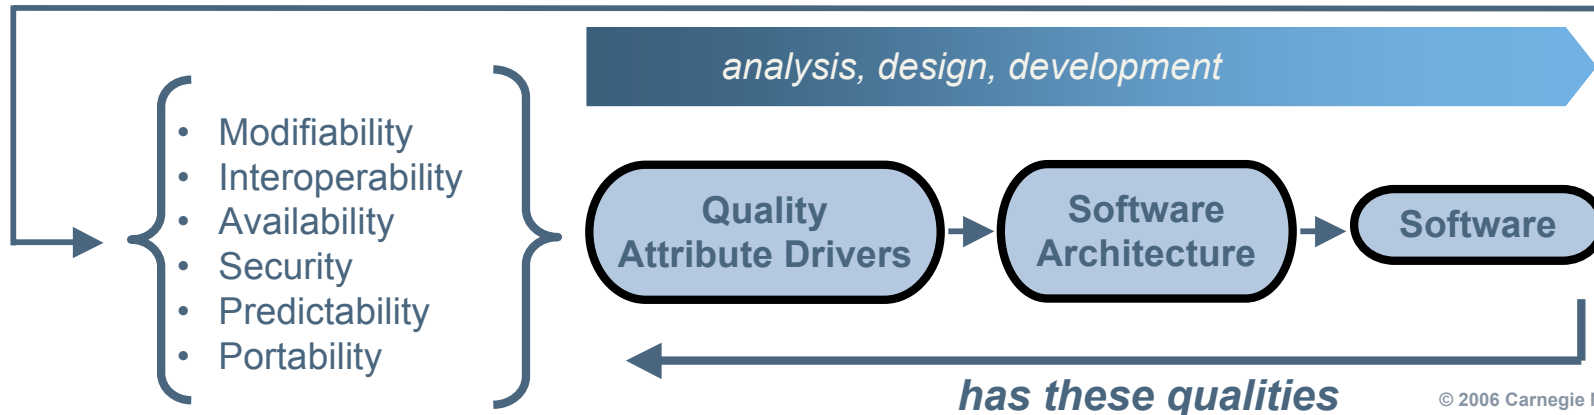 analysis, design, development
• Modifiability
• Interoperability
• Availability
• Security
• Predictability
• Portability
Quality
Attribute Drivers
Software
Architecture
Software
has these qualities
© 2006 Carnegie